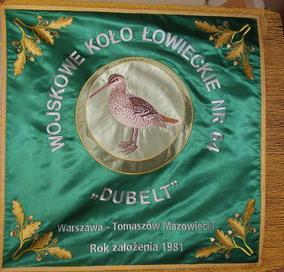 WOJSKOWE KOŁO ŁOWIECKIE NR 64
„DUBELT”
Warszawa - Tomaszów Mazowiecki
Rok założenia 1981